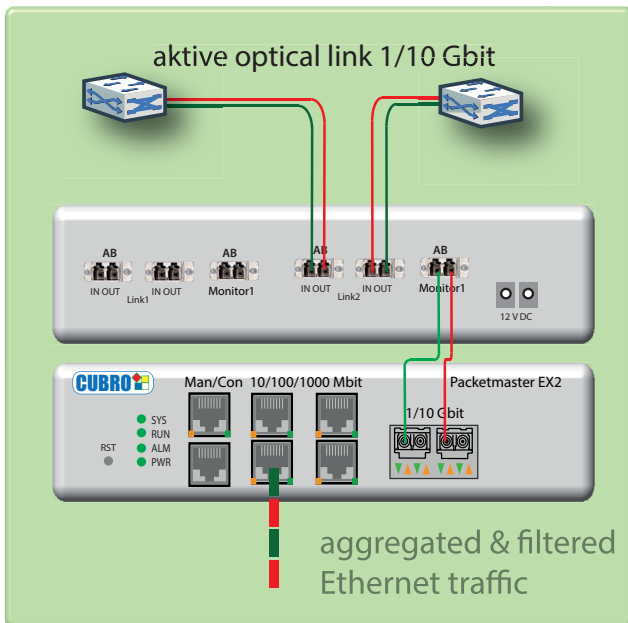 aktive optical link 1/10 Gbit
AB
AB
AB
AB
IN OUT
IN OUT
Monitor1
IN OUT
IN OUT
Monitor1
Link1
Link2
12 V DC
CUBRO
Man/Con
10/100/1000 Mbit
Packetmaster EX2
1/10 Gbit
SYS
RUN
ALM
PWR
RST
aggregated & filtered
Ethernet traffic